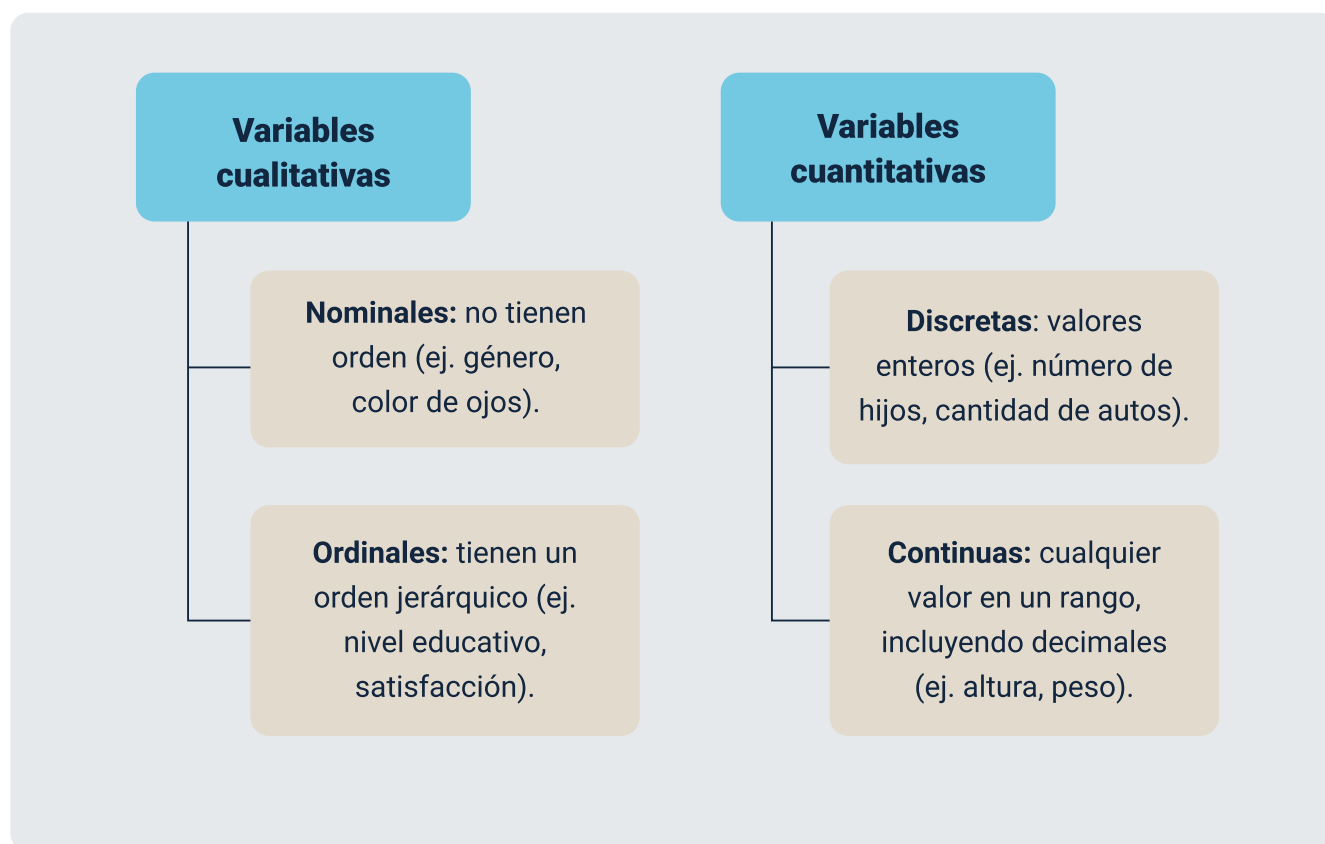 Variables
cualitativas
Nominales: no tienen
orden (ej. género,
color de ojos).
Ordinales: tienen un
orden jerárquico (ej.
nivel educativo,
satisfacción).
Variables
cuantitativas
Discretas: valores
enteros (ej. número de
hijos, cantidad de autos).
Continuas: cualquier
valor en un rango,
incluyendo decimales
(ej. altura, peso).